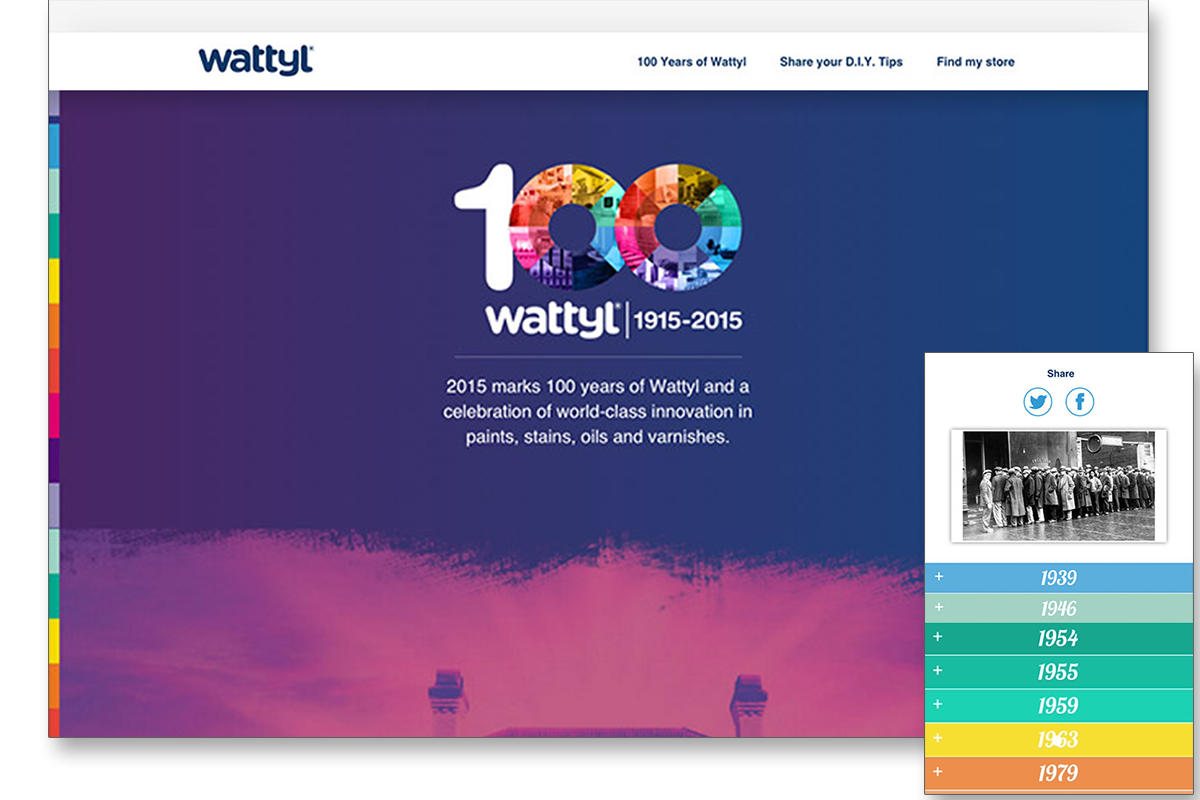 wattyl®
100 Years of Wattyl
Share your D.I.Y. Tips
Find my store
100
wattyl® | 1915-2015
2015 marks 100 years of Wattyl and a
celebration of world-class innovation in
paints, stains, oils and varnishes.
Share
+ 1939
+ 1946
+ 1954
+ 1955
+ 1959
+ 1963
+ 1979